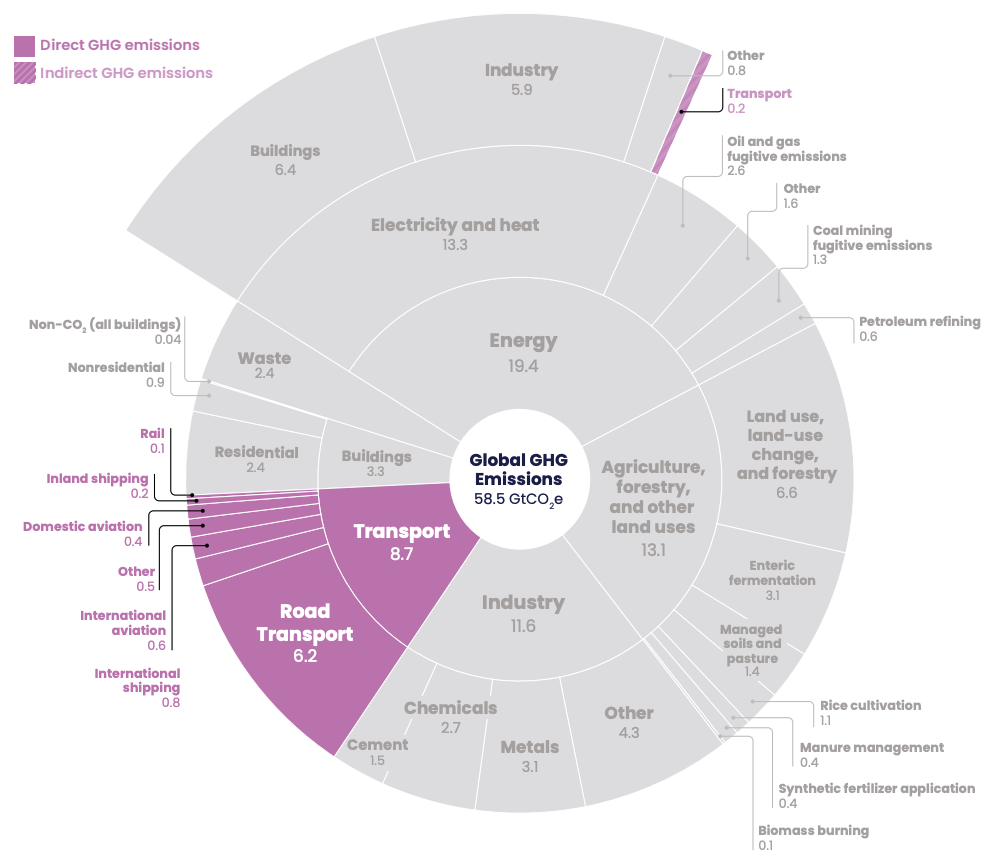 Direct GHG emissions
Indirect GHG emissions
Industry
5.9
Other
0.8
Transport
0.2
Buildings
6.4
Oil and gas
fugitive emissions
2.6
Other
1.6
Electricity and heat
13.3
Coal mining
fugitive emissions
1.3
Non-CO₂ (all buildings)
0.04
Petroleum refining
0.6
Energy
19.4
Waste
2.4
Nonresidential
0.9
Land use,
land-use
change,
and forestry
6.6
Rail
0.1
Residential
2.4
Buildings
3.3
Global GHG
Emissions
58.5 GtCO₂e
Agriculture,
forestry,
and other
land uses
13.1
Inland shipping
0.2
Domestic aviation
0.4
Transport
8.7
Other
0.5
Enteric
fermentation
3.1
International
aviation
0.6
Road
Transport
6.2
Industry
11.6
Managed
soils and
pasture
1.4
International
shipping
0.8
Chemicals
2.7
Other
4.3
Rice cultivation
1.1
Cement
1.5
Metals
3.1
Manure management
0.4
Synthetic fertilizer application
0.4
Biomass burning
0.1